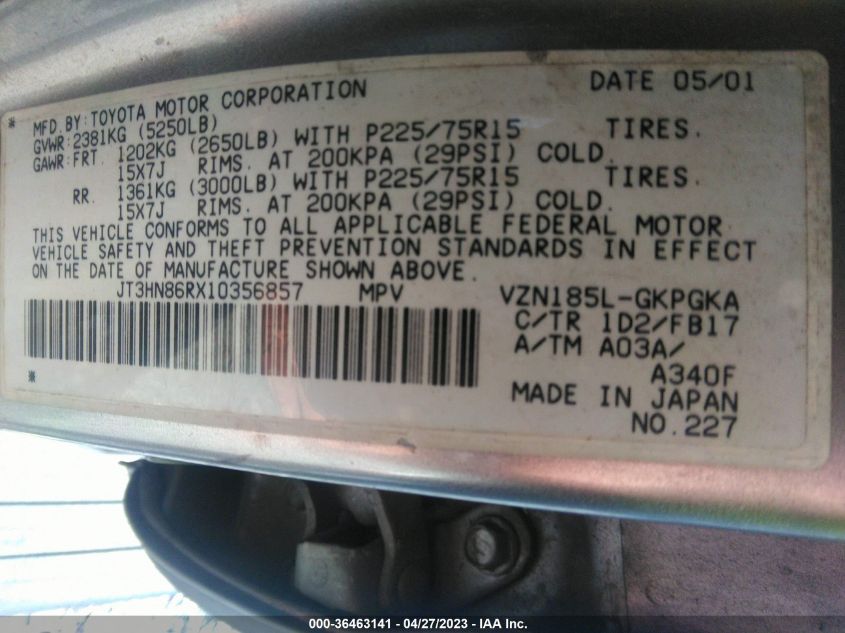 DATE 05/01
* MFD.BY:TOYOTA MOTOR CORPORATION
GVWR:2381KG (5250LB)
GAWR:FRT. 1202KG (2650LB) WITH P225/75R15 TIRES.
15X7J RIMS. AT 200KPA (29PSI) COLD.
RR. 1361KG (3000LB) WITH P225/75R15 TIRES.
15X7J RIMS. AT 200KPA (29PSI) COLD.
THIS VEHICLE CONFORMS TO ALL APPLICABLE FEDERAL MOTOR
VEHICLE SAFETY AND THEFT PREVENTION STANDARDS IN EFFECT
ON THE DATE OF MANUFACTURE SHOWN ABOVE.
JT3HN86RX10356857 MPV VZN185L-GKPGKA
C/TR 1D2/FB17
A/TM A03A/
* A340F
MADE IN JAPAN
NO.227
000-36463141 - 04/27/2023 - IAA Inc.